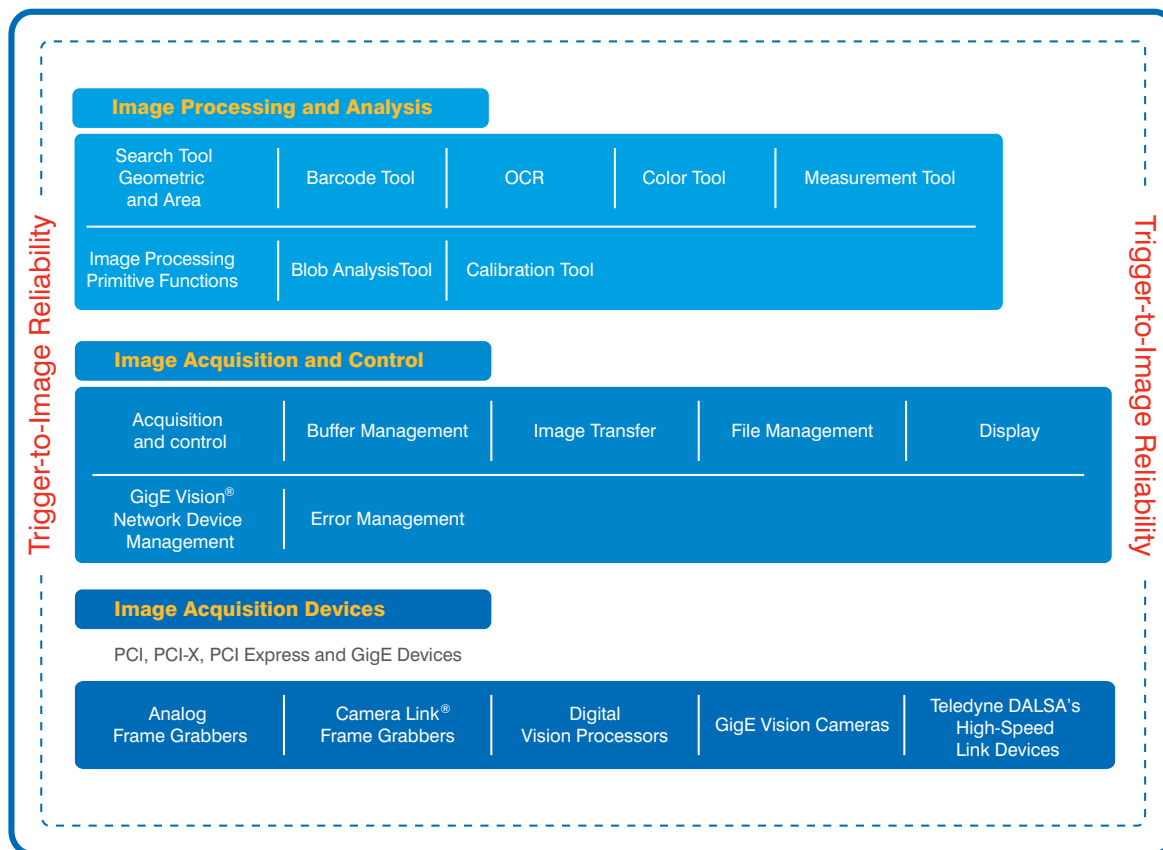 Trigger-to-Image Reliability
Image Processing and Analysis
Search Tool
Geometric
and Area
Barcode Tool
OCR
Color Tool
Measurement Tool
Image Processing
Primitive Functions
Blob AnalysisTool
Calibration Tool
Image Acquisition and Control
Acquisition
and control
Buffer Management
Image Transfer
File Management
Display
GigE Vision®
Network Device
Management
Error Management
Image Acquisition Devices
PCI, PCI-X, PCI Express and GigE Devices
Analog
Frame Grabbers
Camera Link®
Frame Grabbers
Digital
Vision Processors
GigE Vision Cameras
Teledyne DALSA’s
High-Speed
Link Devices
Trigger-to-Image Reliability